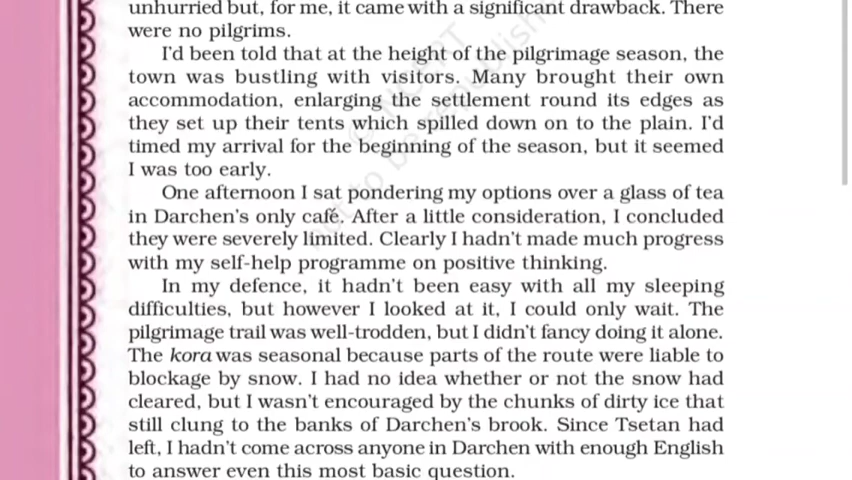 unhurried but, for me, it came with a significant drawback. There
were no pilgrims.
I'd been told that at the height of the pilgrimage season, the
town was bustling with visitors. Many brought their own
accommodation, enlarging the settlement round its edges as
they set up their tents which spilled down on to the plain. I'd
timed my arrival for the beginning of the season, but it seemed
I was too early.
One afternoon I sat pondering my options over a glass of tea
in Darchen's only café. After a little consideration, I concluded
they were severely limited. Clearly I hadn't made much progress
with my self-help programme on positive thinking.
In my defence, it hadn't been easy with all my sleeping
difficulties, but however I looked at it, I could only wait. The
pilgrimage trail was well-trodden, but I didn't fancy doing it alone.
The kora was seasonal because parts of the route were liable to
blockage by snow. I had no idea whether or not the snow had
cleared, but I wasn't encouraged by the chunks of dirty ice that
still clung to the banks of Darchen's brook. Since Tsetan had
left, I hadn't come across anyone in Darchen with enough English
to answer even this most basic question.
not to be republish